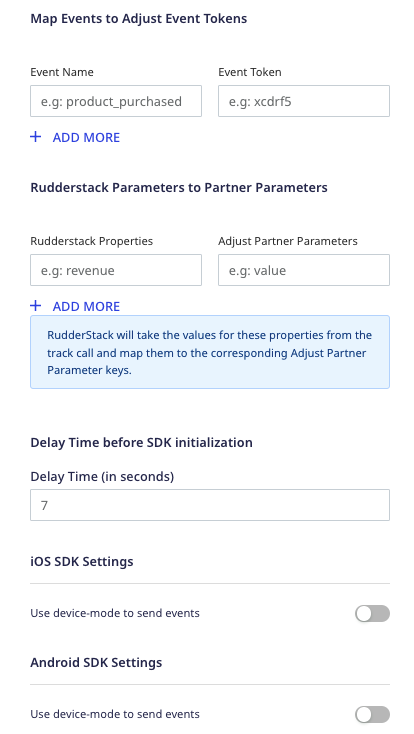 Map Events to Adjust Event Tokens
Event Name
Event Token
e.g: product_purchased
e.g: xcdrf5
+ ADD MORE
Rudderstack Parameters to Partner Parameters
Rudderstack Properties
Adjust Partner Parameters
e.g: revenue
e.g: value
+ ADD MORE
RudderStack will take the values for these properties from the
track call and map them to the corresponding Adjust Partner
Parameter keys.
Delay Time before SDK initialization
Delay Time (in seconds)
7
iOS SDK Settings
Use device-mode to send events
Android SDK Settings
Use device-mode to send events